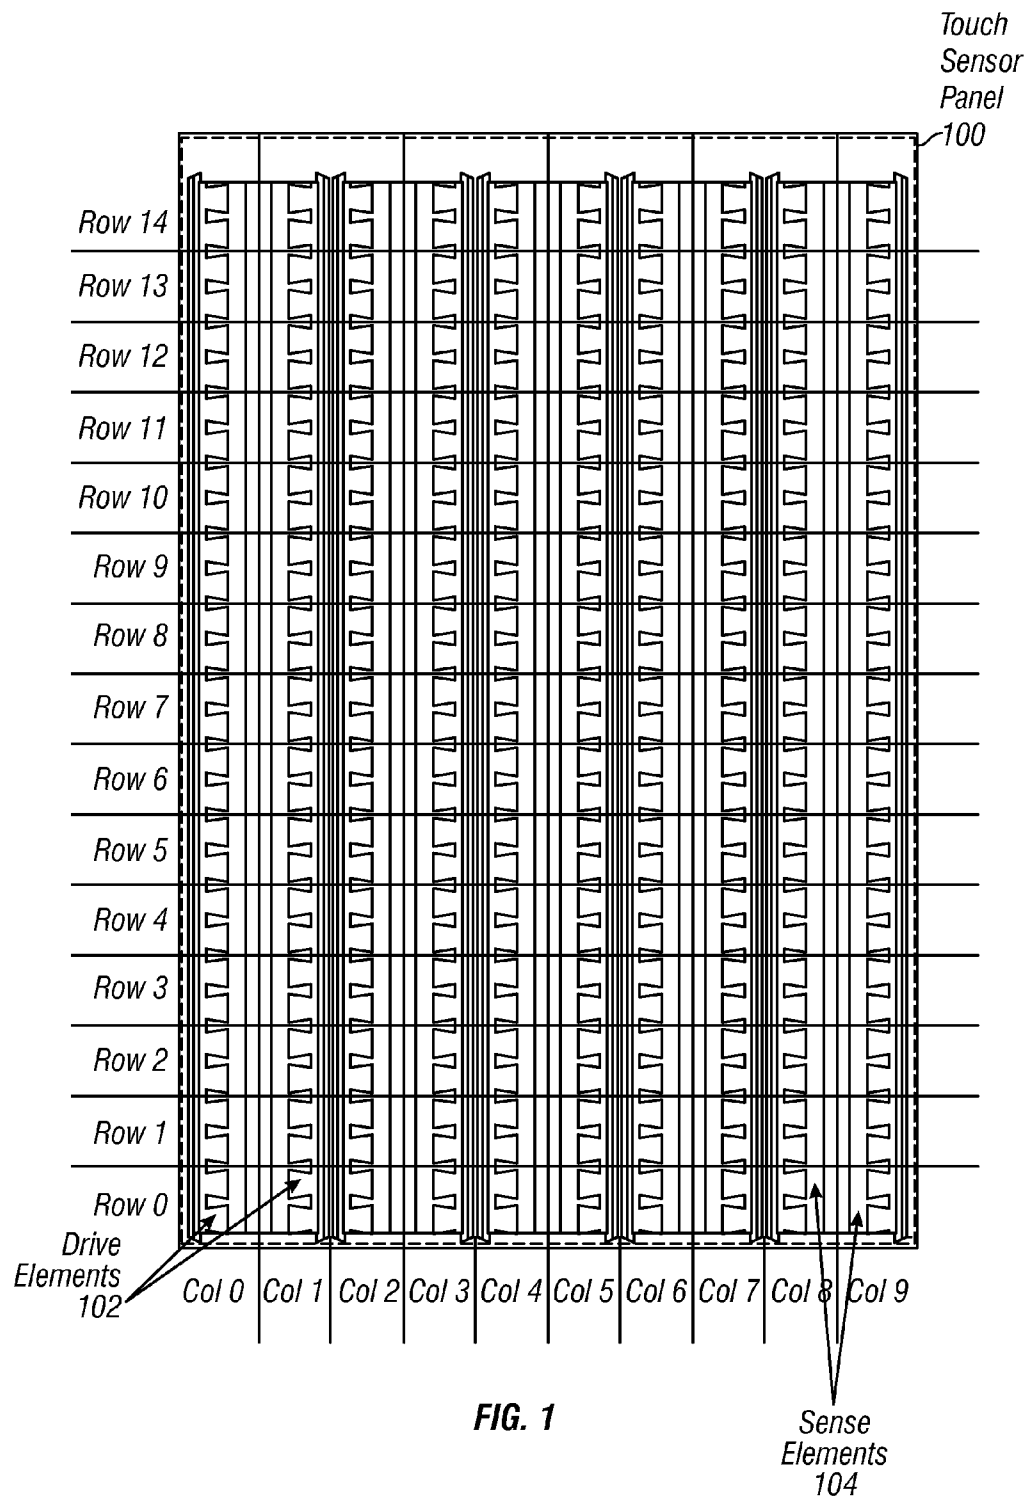 Touch
Sensor
Panel
100
Row 14
Row 13
Row 12
Row 11
Row 10
Row 9
Row 8
Row 7
Row 6
Row 5
Row 4
Row 3
Row 2
Row 1
Row 0
Drive
Elements
102
Col 0 Col 1 Col 2 Col 3 Col 4 Col 5 Col 6 Col 7 Col 8 Col 9
FIG. 1
Sense
Elements
104